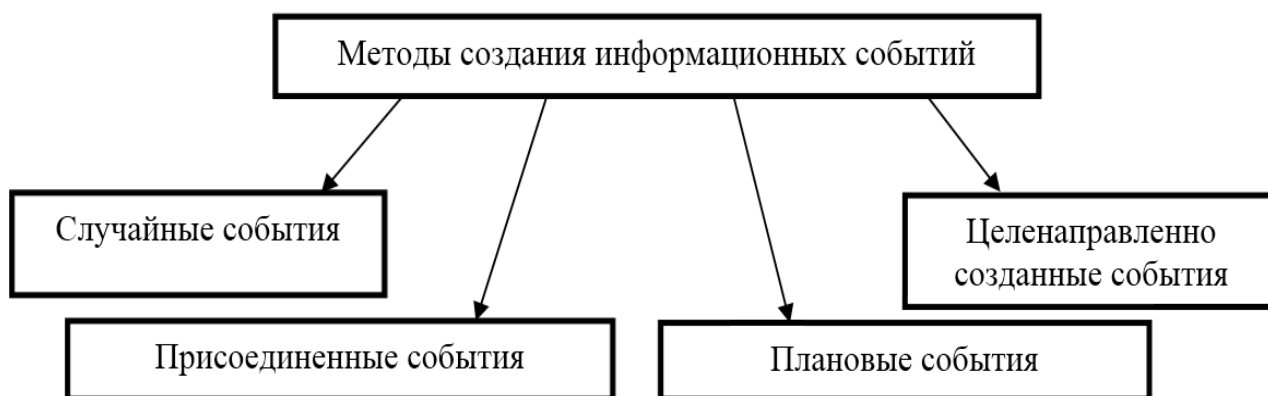 Методы создания информационных событий
Случайные события
Целенаправленно
созданные события
Присоединенные события
Плановые события